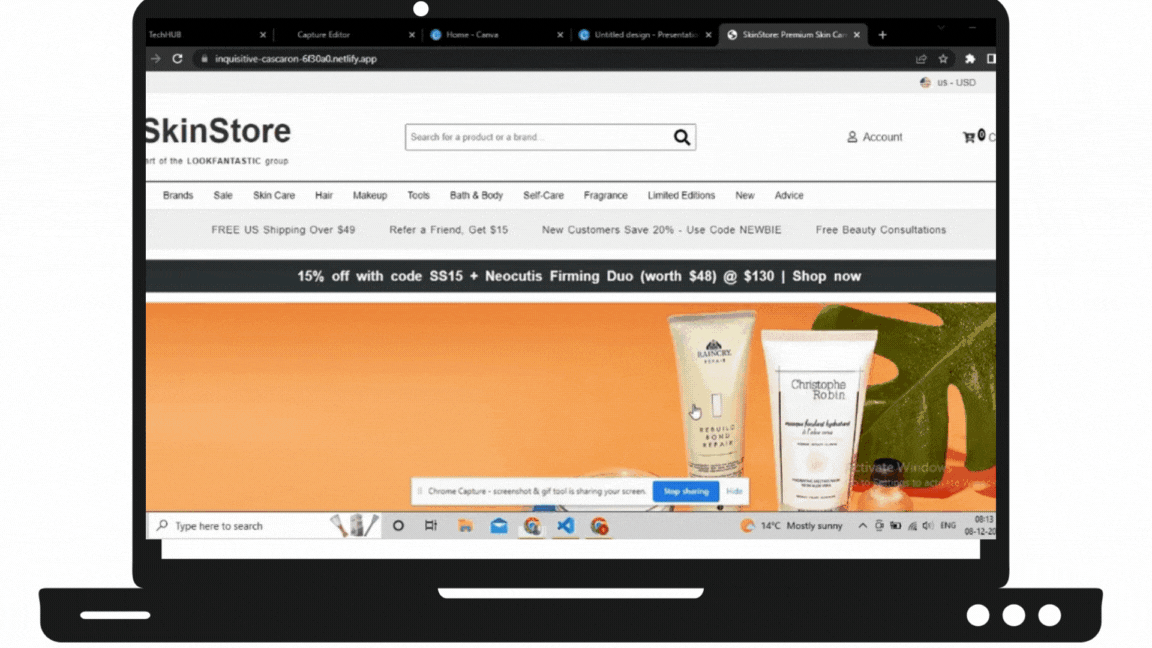 TechHUB
Capture Editor
Home - Canva
Untitled design - Presentatio
SkinStore: Premium Skin Car
inquisitive-cascaron-6f30a0.netlify.app
us - USD
SkinStore
art of the LOOKFANTASTIC group
Search for a product or a brand...
Account
0 C
Brands Sale Skin Care Hair Makeup Tools Bath & Body Self-Care Fragrance Limited Editions New Advice
FREE US Shipping Over $49 Refer a Friend, Get $15 New Customers Save 20% - Use Code NEWBIE Free Beauty Consultations
15% off with code SS15 + Neocutis Firming Duo (worth $48) @ $130 | Shop now
RAINCRY
REPAIR
REBUILD
BOND
REPAIR
Christophe
Robin
masque fondant hydratant
à l'aloe vera
Activate Windows
Go to Settings to activate Windows
Chrome Capture - screenshot & gif tool is sharing your screen. Stop sharing Hide
Type here to search
14°C Mostly sunny
ENG
08:13
08-12-20